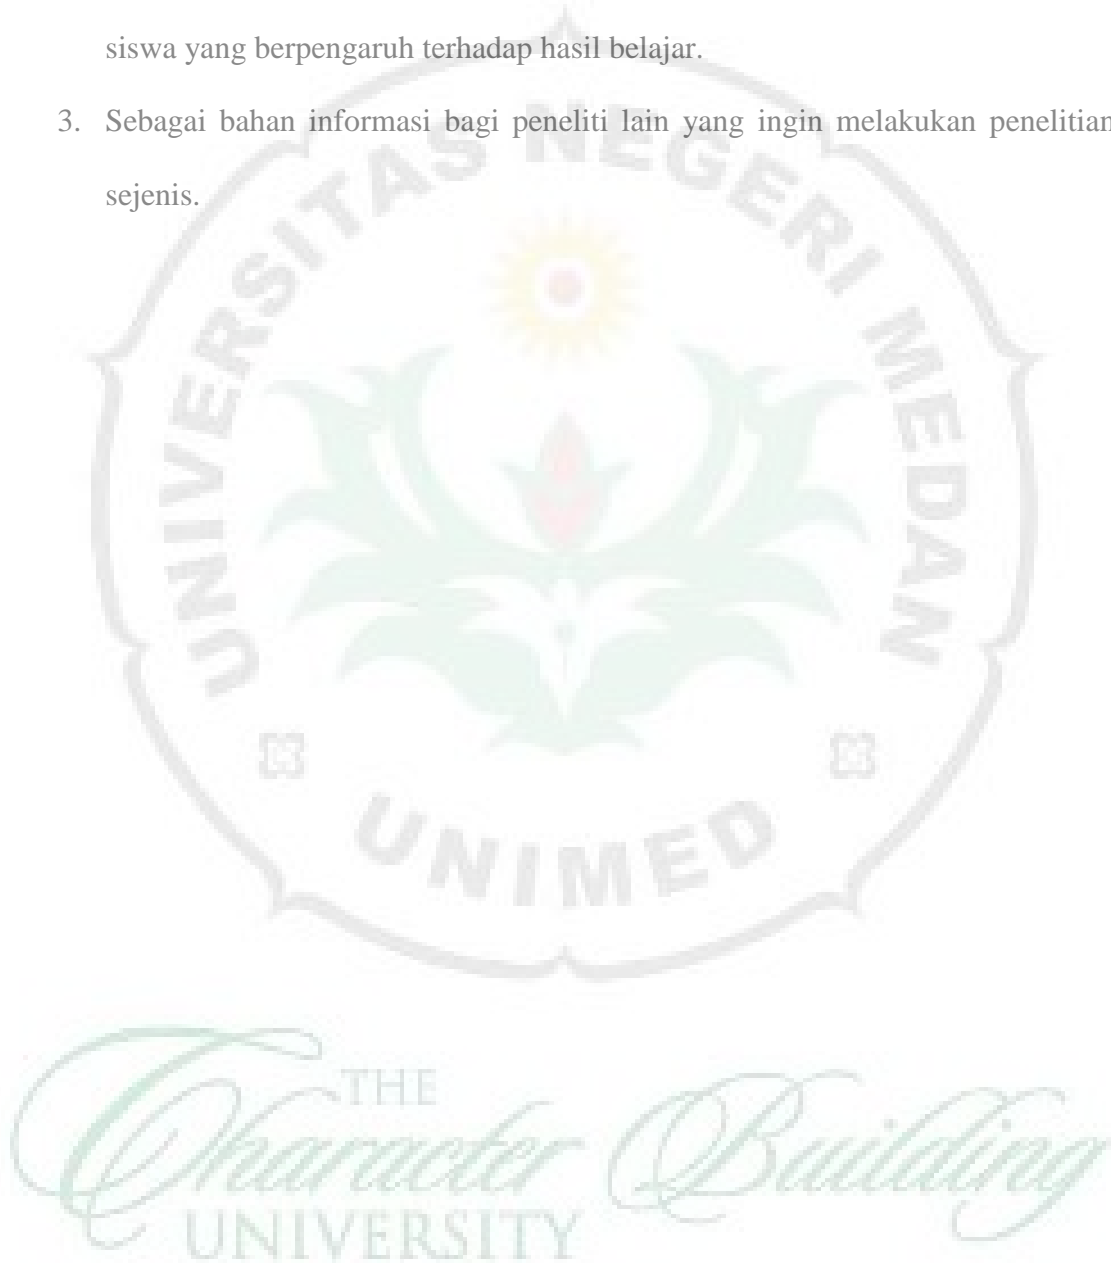 siswa yang berpengaruh terhadap hasil belajar.
3. Sebagai bahan informasi bagi peneliti lain yang ingin melakukan penelitian
sejenis.
UNIVERSITAS NEGERI MEDAN
UNIMED
THE
Character Building
UNIVERSITY